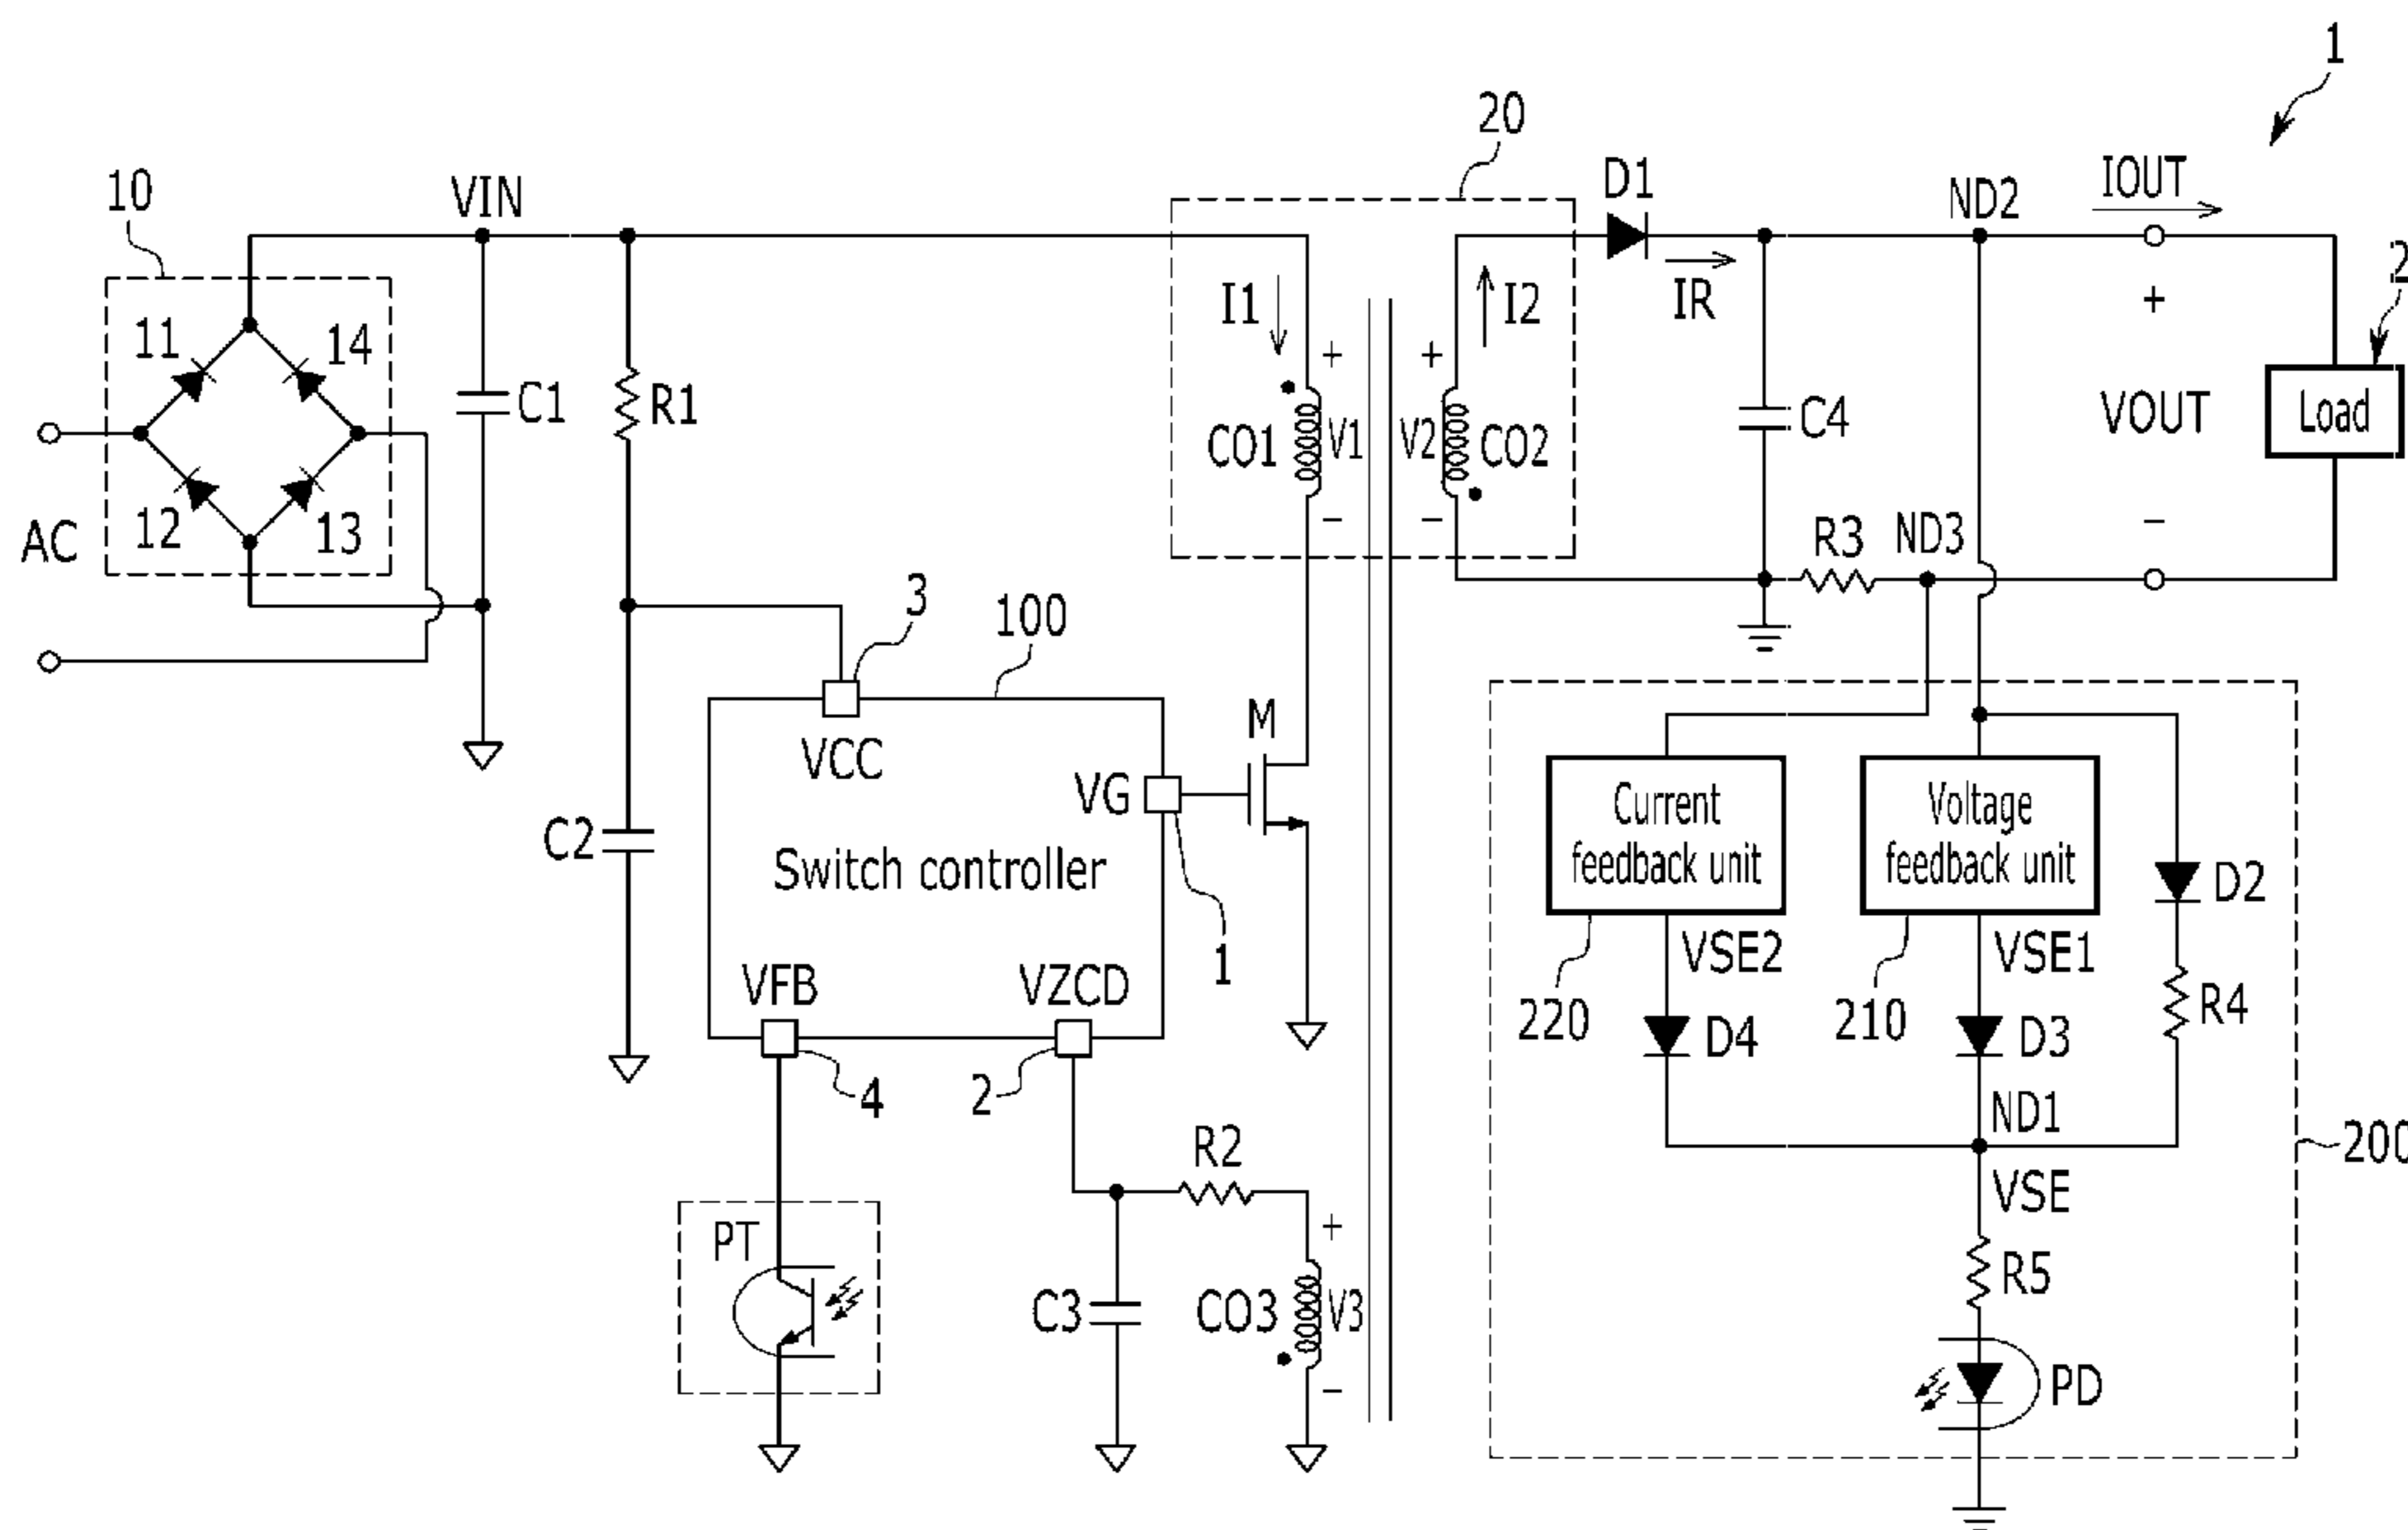 1
20
10
VIN
D1
ND2
IOUT
2
11
14
C1
R1
I1
I2
IR
+
+
+
C4
VOUT
Load
CO1
V1
V2
CO2
12
13
AC
−
−
−
R3
ND3
3
100
VCC
M
VG
C2
Switch controller
1
VFB
VZCD
4
2
Current
feedback unit
Voltage
feedback unit
D2
VSE2
VSE1
220
210
R4
D4
D3
ND1
VSE
200
R2
PT
+
C3
CO3
V3
−
R5
PD